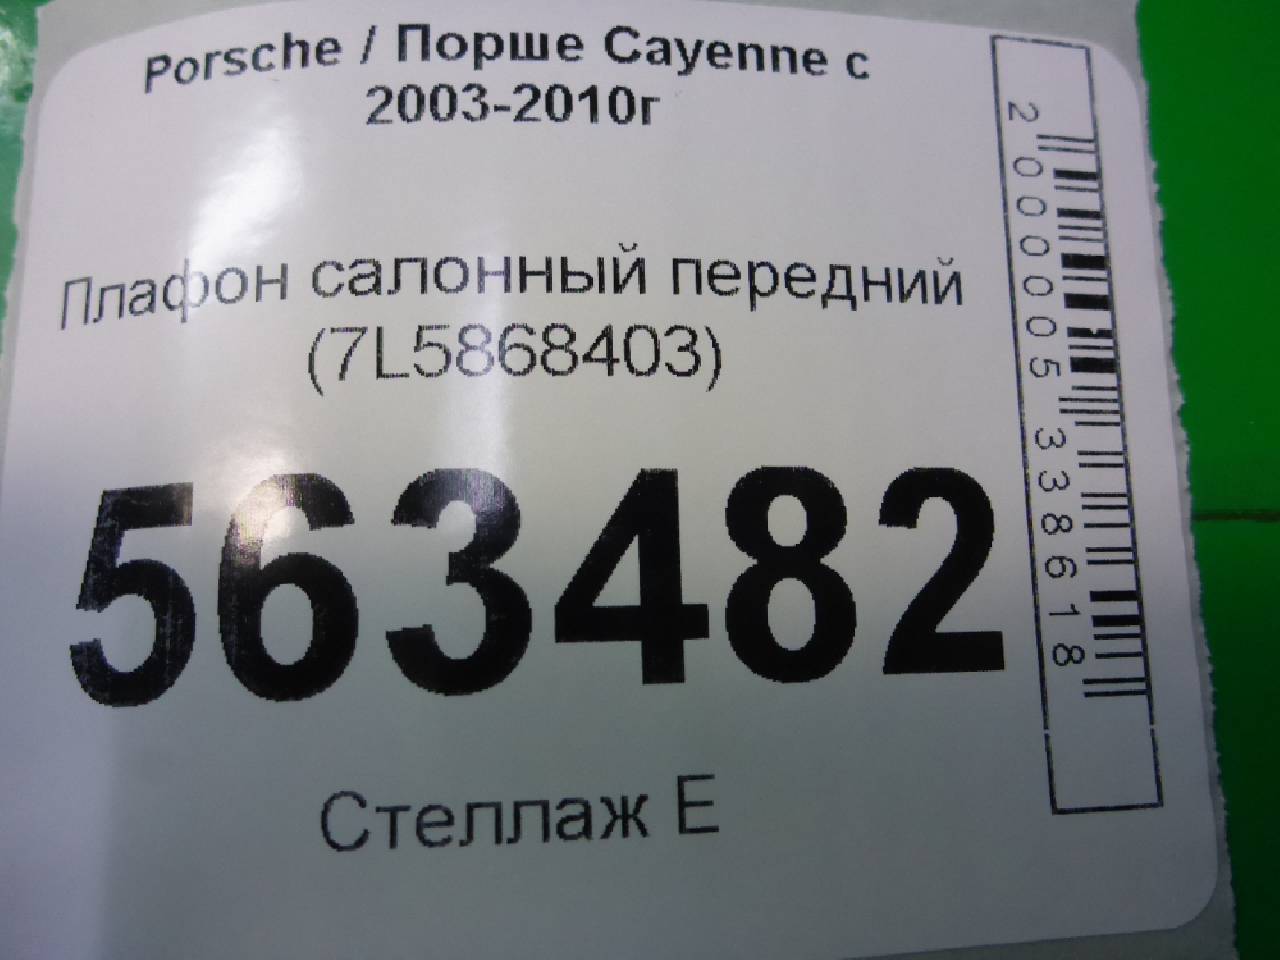 Porsche / Порше Cayenne с
2003-2010г
Плафон салонный передний
(7L5868403)
563482
Стеллаж Е
2000005338618